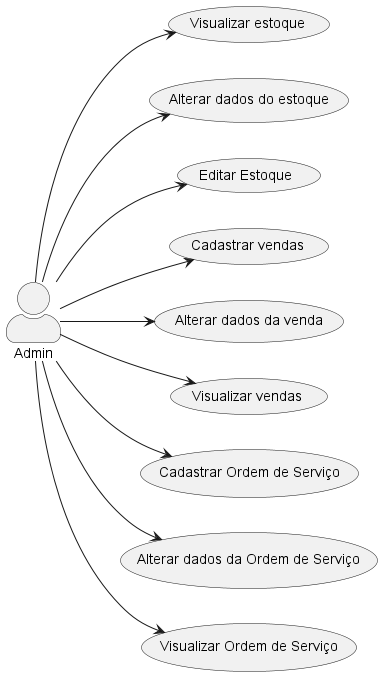 Visualizar estoque
Alterar dados do estoque
Editar Estoque
Cadastrar vendas
Alterar dados da venda
Admin
Visualizar vendas
Cadastrar Ordem de Serviço
Alterar dados da Ordem de Serviço
Visualizar Ordem de Serviço